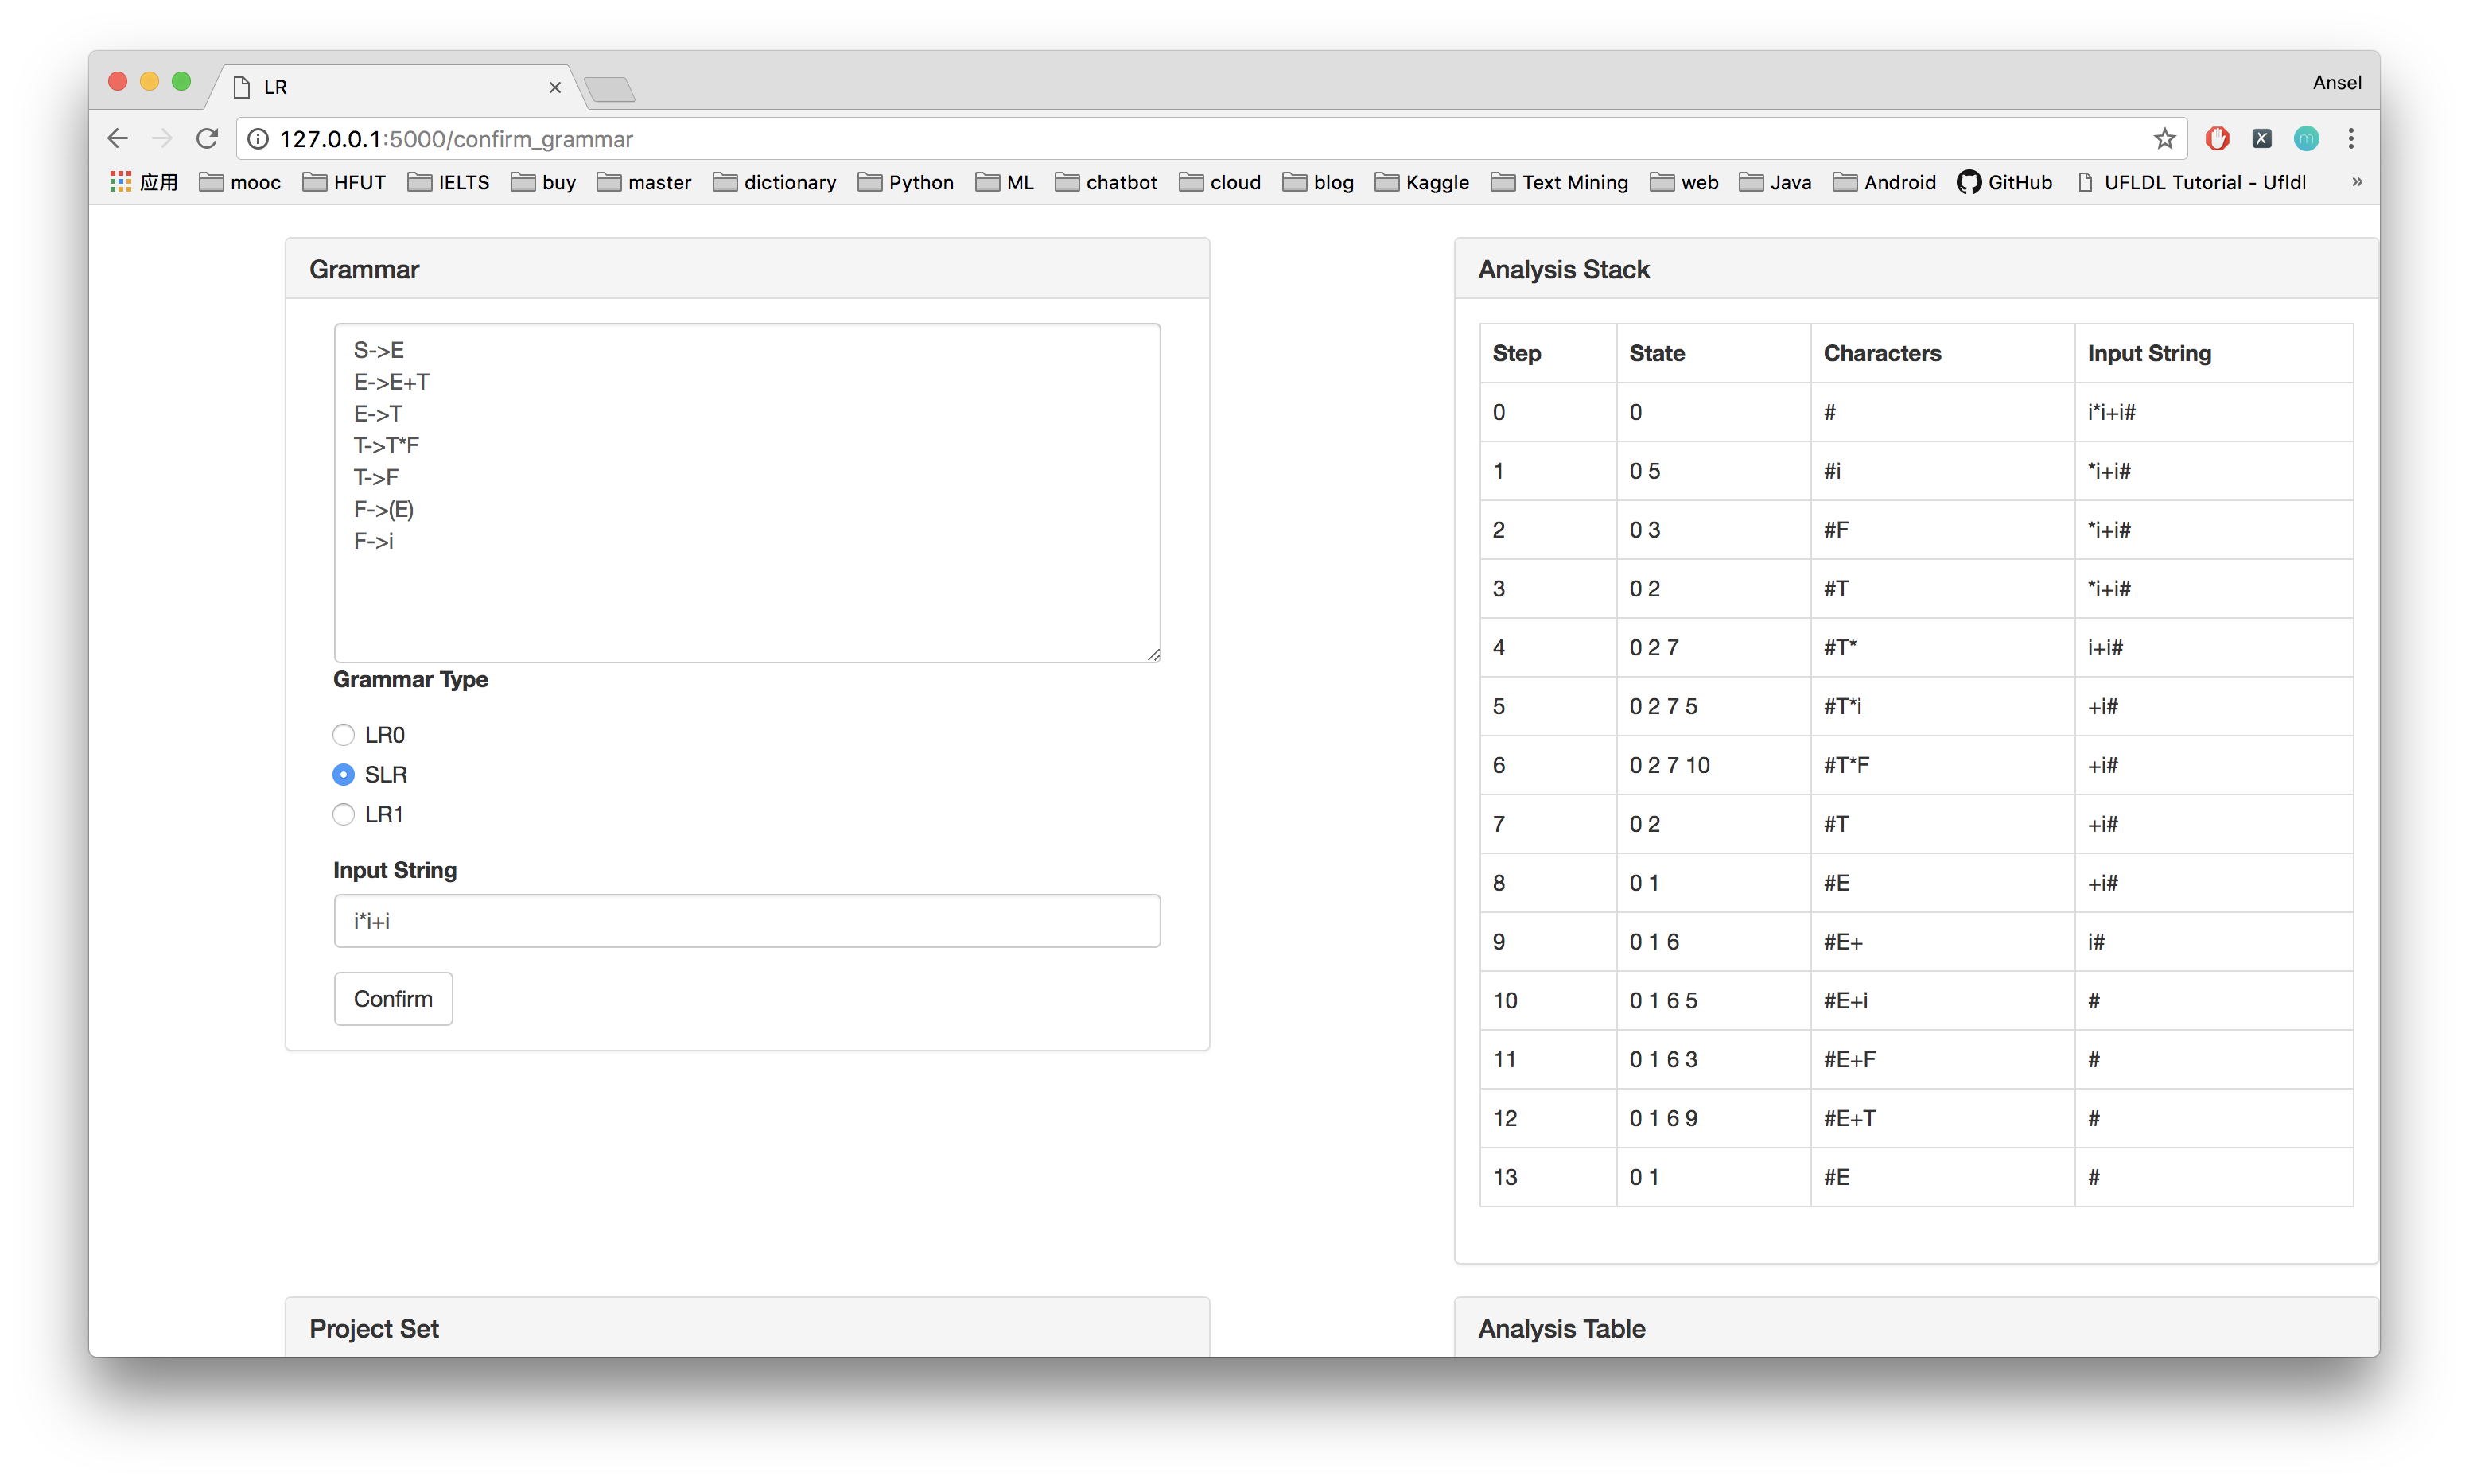 LR
Ansel
127.0.0.1:5000/confirm_grammar
应用 mooc HFUT IELTS buy master dictionary Python ML chatbot cloud blog Kaggle Text Mining web Java Android GitHub UFLDL Tutorial - Ufldl »
Grammar
S->E
E->E+T
E->T
T->T*F
T->F
F->(E)
F->i
Grammar Type
LR0
SLR
LR1
Input String
i*i+i
Confirm
Analysis Stack
Step State Characters Input String
0 0 # i*i+i#
1 0 5 #i *i+i#
2 0 3 #F *i+i#
3 0 2 #T *i+i#
4 0 2 7 #T* i+i#
5 0 2 7 5 #T*i +i#
6 0 2 7 10 #T*F +i#
7 0 2 #T +i#
8 0 1 #E +i#
9 0 1 6 #E+ i#
10 0 1 6 5 #E+i #
11 0 1 6 3 #E+F #
12 0 1 6 9 #E+T #
13 0 1 #E #
Project Set
Analysis Table